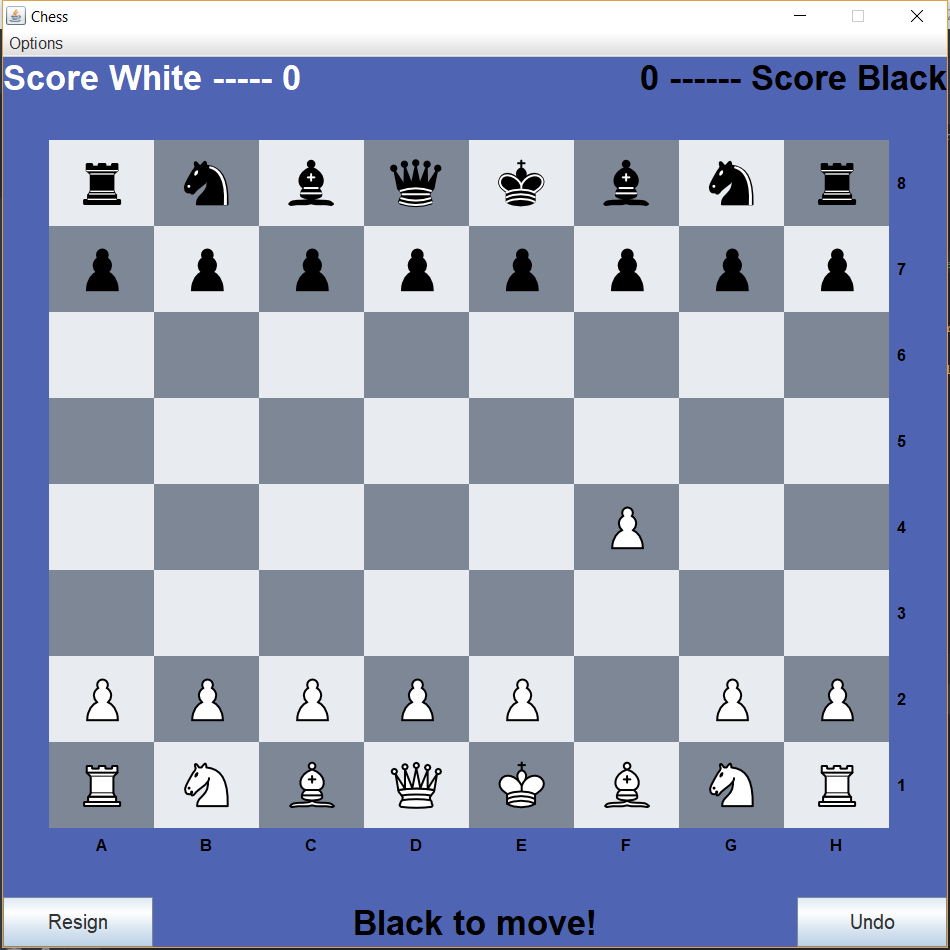 Chess
Options
Score White ----- 0
0 ------ Score Black
8
7
6
5
4
3
2
1
A B C D E F G H
Resign
Black to move!
Undo